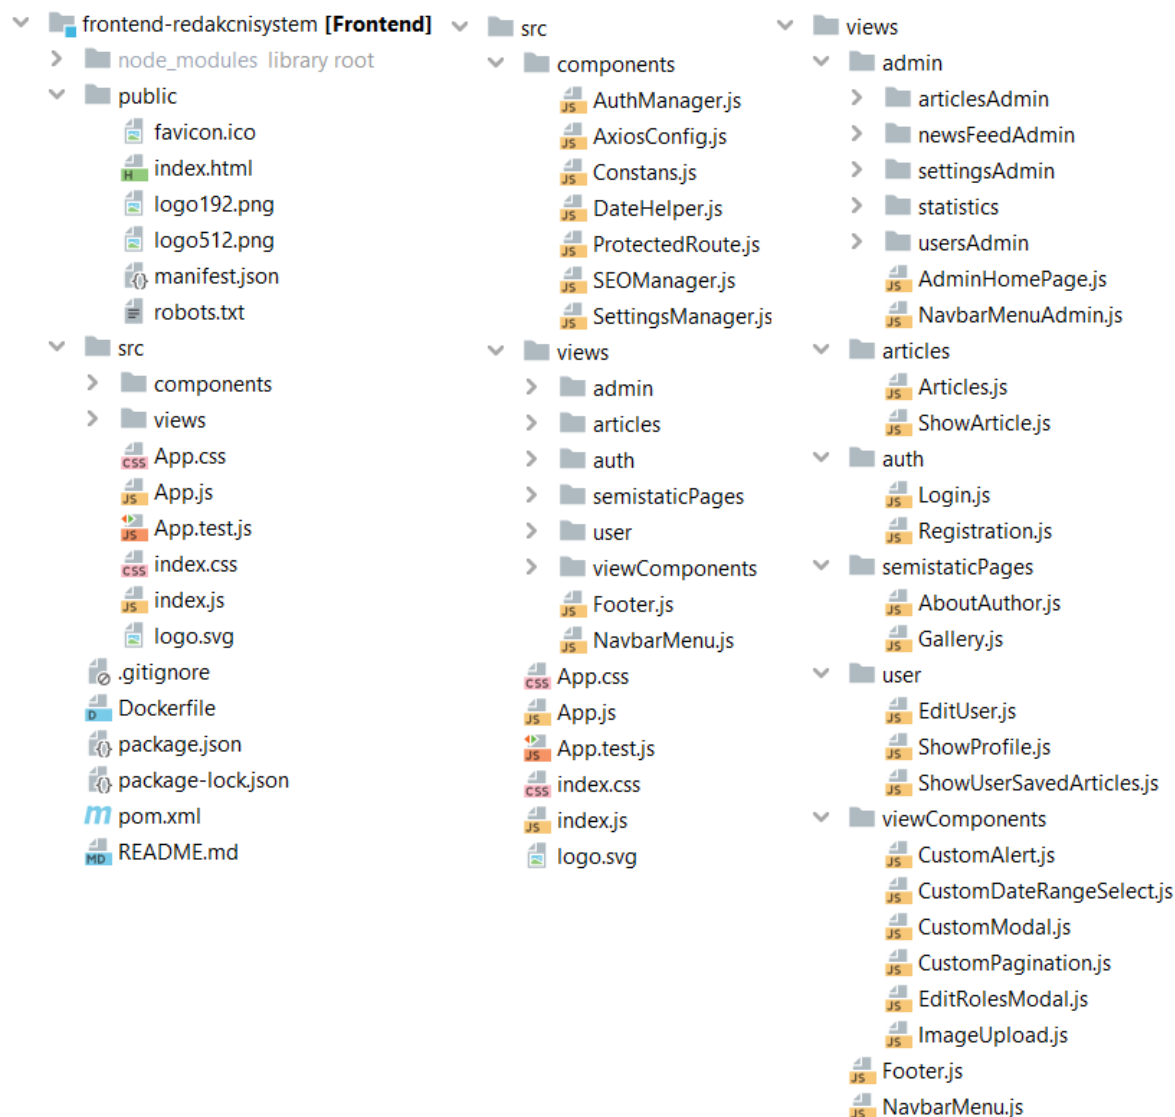 frontend-redakcnisystem [Frontend]
node_modules library root
public
favicon.ico
index.html
logo192.png
logo512.png
manifest.json
robots.txt
src
components
views
App.css
App.js
App.test.js
index.css
index.js
logo.svg
.gitignore
Dockerfile
package.json
package-lock.json
pom.xml
README.md
src
components
AuthManager.js
AxiosConfig.js
Constans.js
DateHelper.js
ProtectedRoute.js
SEOManager.js
SettingsManager.js
views
admin
articles
auth
semistaticPages
user
viewComponents
Footer.js
NavbarMenu.js
App.css
App.js
App.test.js
index.css
index.js
logo.svg
views
admin
articlesAdmin
newsFeedAdmin
settingsAdmin
statistics
usersAdmin
AdminHomePage.js
NavbarMenuAdmin.js
articles
Articles.js
ShowArticle.js
auth
Login.js
Registration.js
semistaticPages
AboutAuthor.js
Gallery.js
user
EditUser.js
ShowProfile.js
ShowUserSavedArticles.js
viewComponents
CustomAlert.js
CustomDateRangeSelect.js
CustomModal.js
CustomPagination.js
EditRolesModal.js
ImageUpload.js
Footer.js
NavbarMenu.js